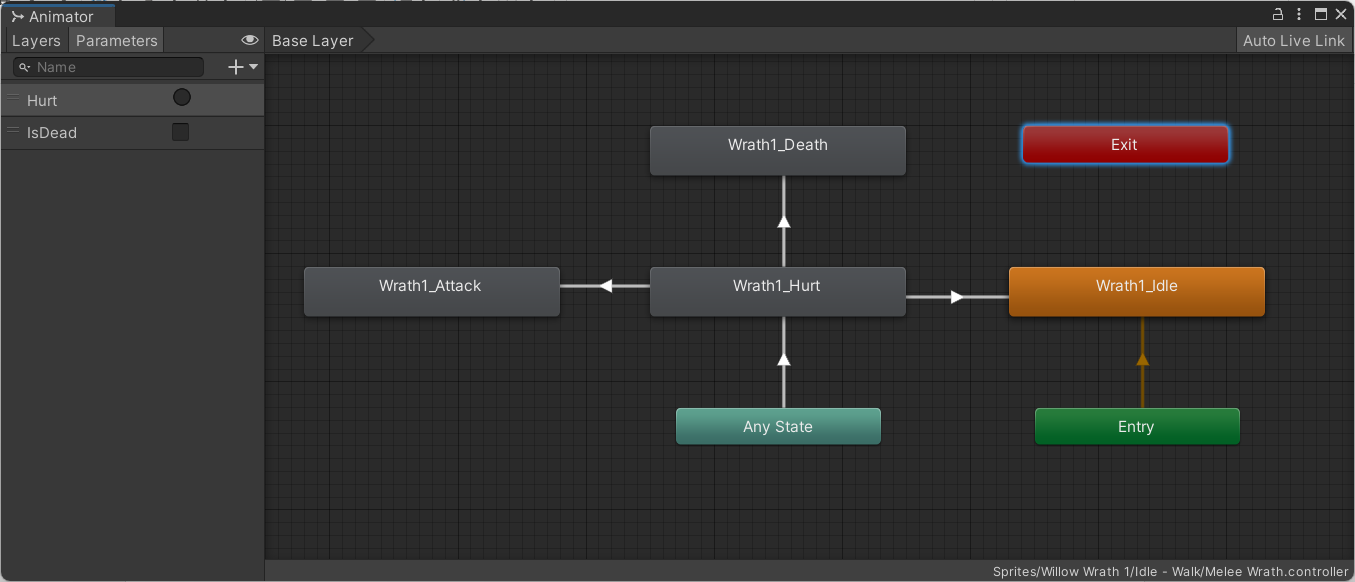 Animator
Layers Parameters Base Layer Auto Live Link
Name
Hurt
IsDead
Wrath1_Death
Exit
Wrath1_Attack
Wrath1_Hurt
Wrath1_Idle
Any State
Entry
Sprites/Willow Wrath 1/Idle - Walk/Melee Wrath.controller